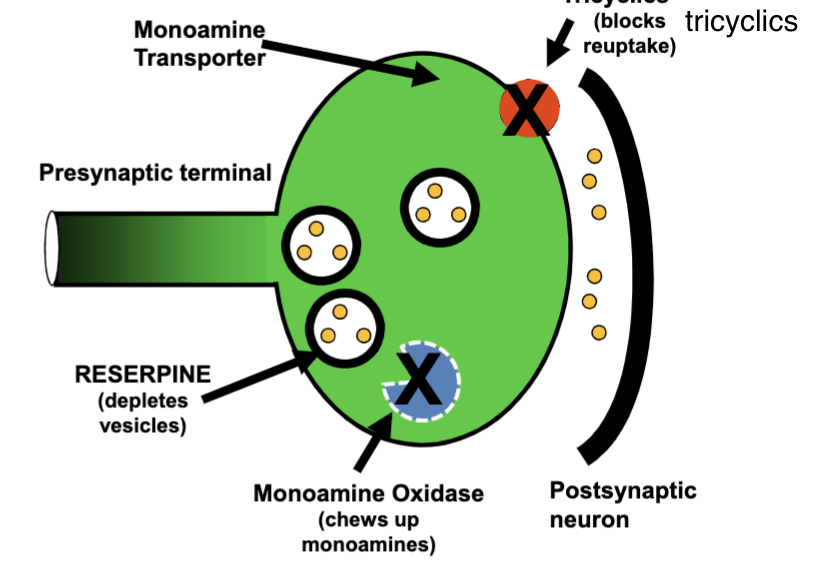 Tricyclics
(blocks
reuptake)
tricyclics
Monoamine
Transporter
Presynaptic terminal
X
RESERPINE
(depletes
vesicles)
X
Monoamine Oxidase
(chews up
monoamines)
Postsynaptic
neuron